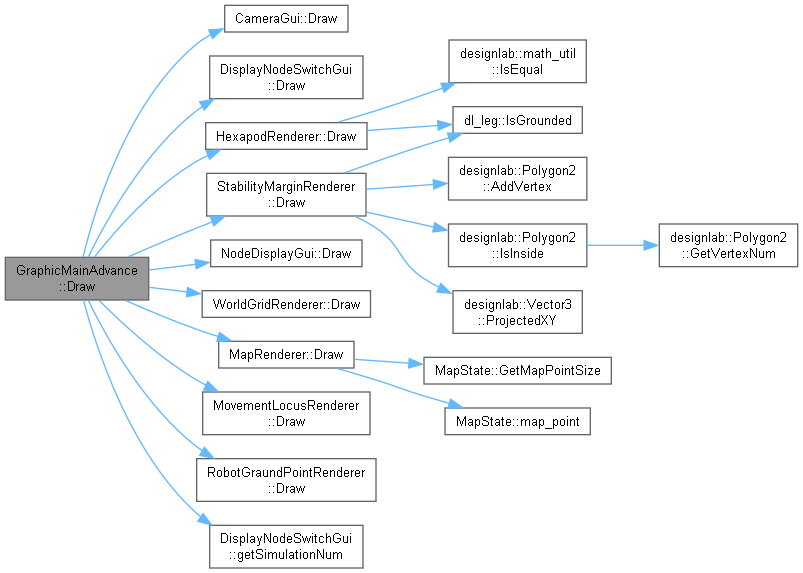 GraphicMainAdvance
::Draw
CameraGui::Draw
DisplayNodeSwitchGui
::Draw
HexapodRenderer::Draw
StabilityMarginRenderer
::Draw
NodeDisplayGui::Draw
WorldGridRenderer::Draw
MapRenderer::Draw
MovementLocusRenderer
::Draw
RobotGraundPointRenderer
::Draw
DisplayNodeSwitchGui
::getSimulationNum
designlab::math_util
::IsEqual
dl_leg::IsGrounded
designlab::Polygon2
::AddVertex
designlab::Polygon2
::IsInside
designlab::Vector3
::ProjectedXY
MapState::GetMapPointSize
MapState::map_point
designlab::Polygon2
::GetVertexNum